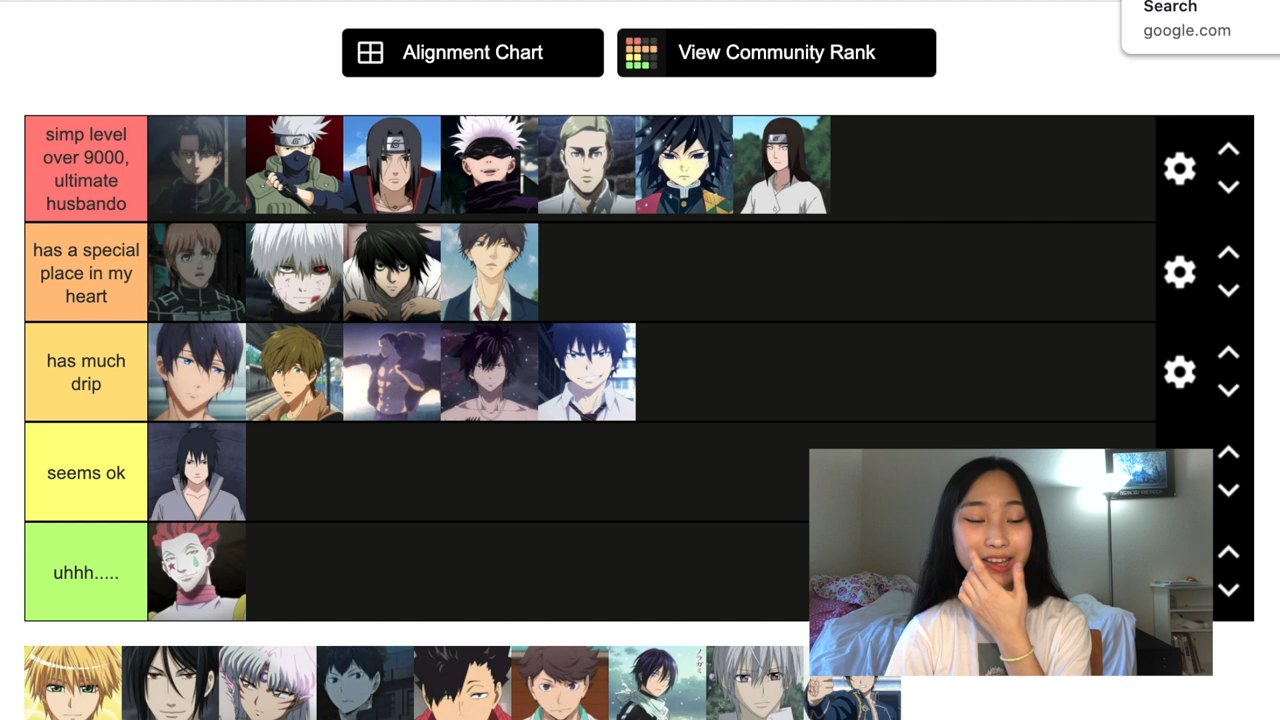 Search
google.com
Alignment Chart
View Community Rank
simp level
over 9000,
ultimate
husbando
has a special
place in my
heart
has much
drip
seems ok
uhhh.....